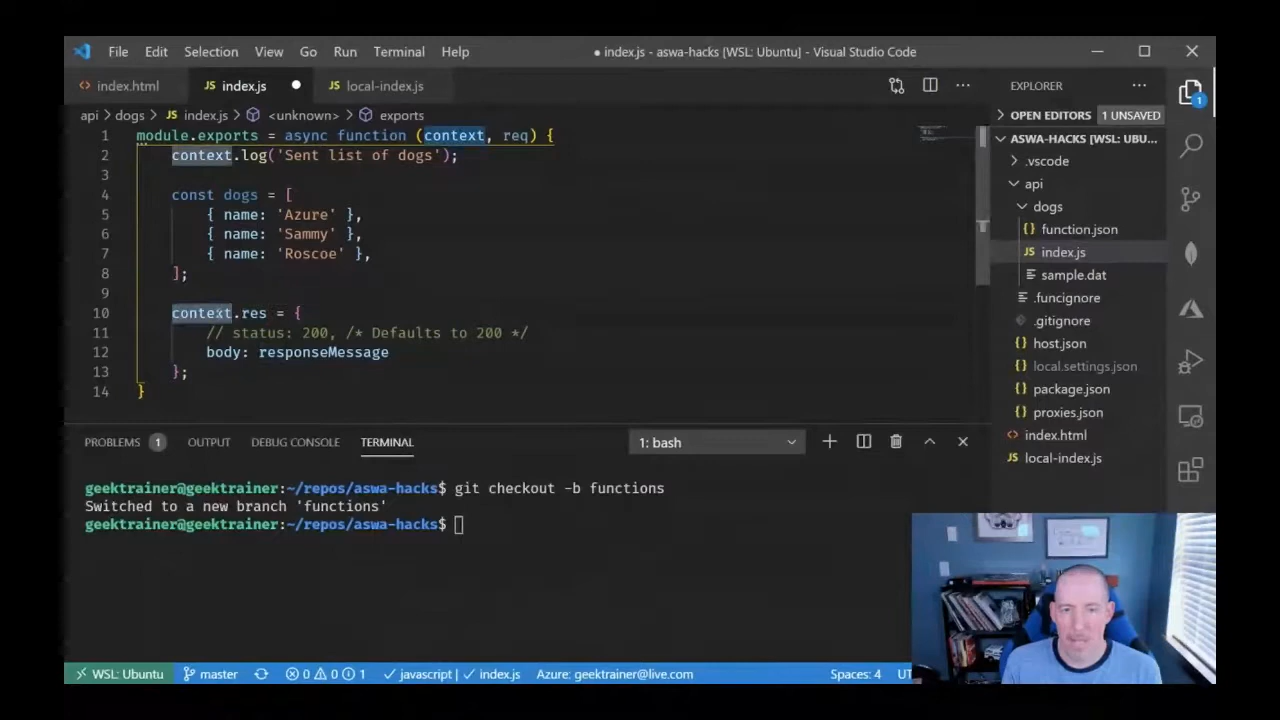 File Edit Selection View Go Run Terminal Help
● index.js - aswa-hacks [WSL: Ubuntu] - Visual Studio Code
index.html
JS index.js ●
JS local-index.js
EXPLORER
api > dogs > JS index.js > <unknown> > exports
1 module.exports = async function (context, req) {
2 context.log('Sent list of dogs');
3
4 const dogs = [
5 { name: 'Azure' },
6 { name: 'Sammy' },
7 { name: 'Roscoe' },
8 ];
9
10 context.res = {
11 // status: 200, /* Defaults to 200 */
12 body: responseMessage
13 };
14 }
OPEN EDITORS 1 UNSAVED
ASWA-HACKS [WSL: UBU...
.vscode
api
dogs
{} function.json
JS index.js
sample.dat
.funcignore
.gitignore
{} host.json
{} local.settings.json
{} package.json
{} proxies.json
<> index.html
JS local-index.js
1
PROBLEMS 1 OUTPUT DEBUG CONSOLE TERMINAL
1: bash
geektrainer@geektrainer:~/repos/aswa-hacks$ git checkout -b functions
Switched to a new branch 'functions'
geektrainer@geektrainer:~/repos/aswa-hacks$
WSL: Ubuntu master 0 0 1 ✓ javascript | ✓ index.js Azure: geektrainer@live.com Spaces: 4 UT